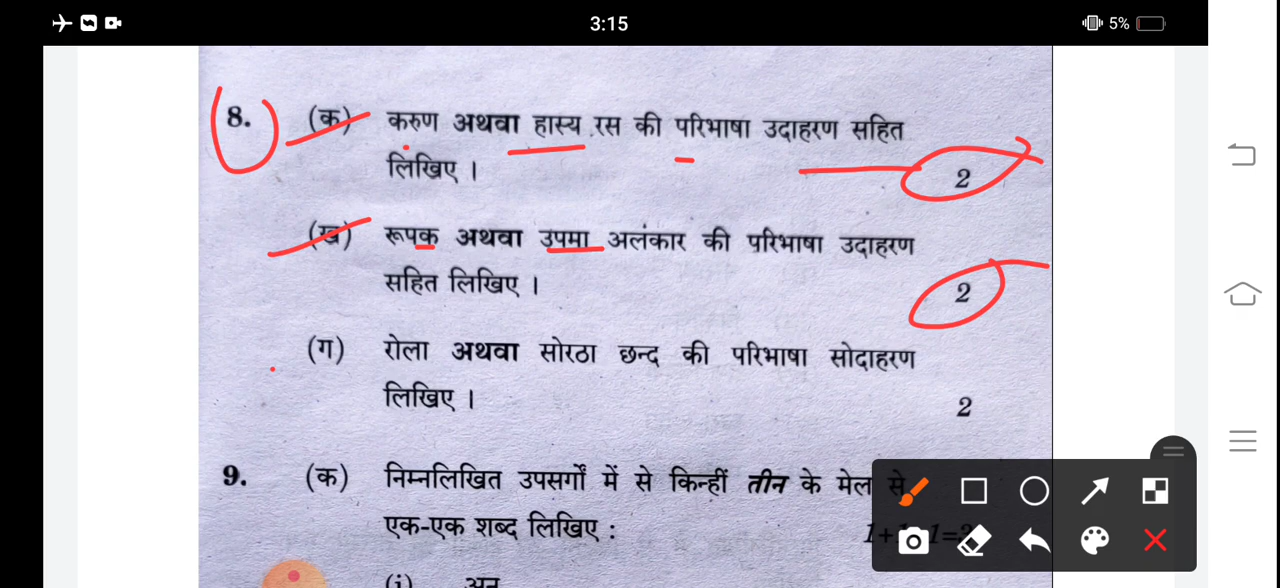 3:15
5%
8. (क) करुण अथवा हास्य रस की परिभाषा उदाहरण सहित
लिखिए ।
2
(ख) रूपक अथवा उपमा अलंकार की परिभाषा उदाहरण
सहित लिखिए ।
2
(ग) रोला अथवा सोरठा छन्द की परिभाषा सोदाहरण
लिखिए ।
2
9. (क) निम्नलिखित उपसर्गों में से किन्हीं तीन के मेल से
एक-एक शब्द लिखिए :
(i) अन